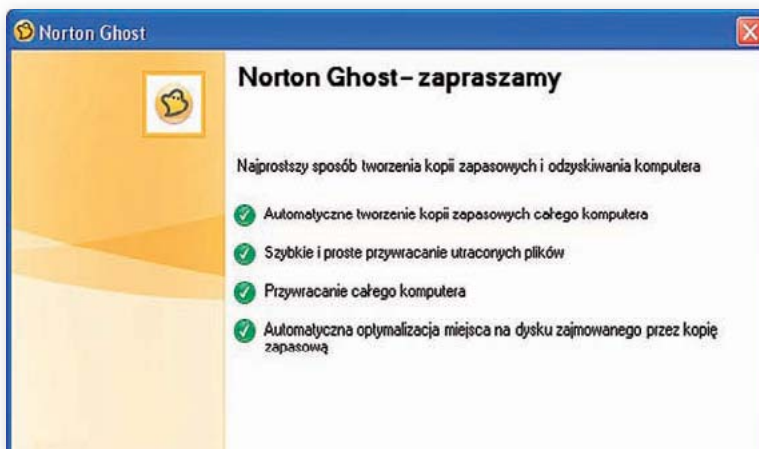 Norton Ghost
Norton Ghost – zapraszamy
Najprostszy sposób tworzenia kopii zapasowych i odzyskiwania komputera
Automatyczne tworzenie kopii zapasowych całego komputera
Szybkie i proste przywracanie utraconych plików
Przywracanie całego komputera
Automatyczna optymalizacja miejsca na dysku zajmowanego przez kopię
zapasową